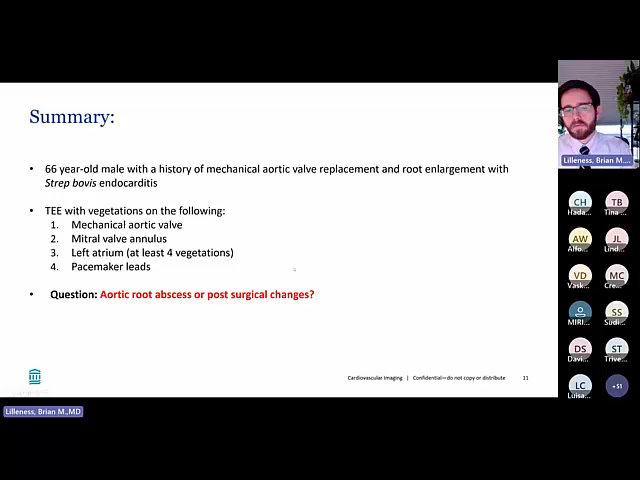 Summary:
• 66 year-old male with a history of mechanical aortic valve replacement and root enlargement with
Strep bovis endocarditis
• TEE with vegetations on the following:
1. Mechanical aortic valve
2. Mitral valve annulus
3. Left atrium (at least 4 vegetations)
4. Pacemaker leads
• Question: Aortic root abscess or post surgical changes?
Cardiovascular Imaging | Confidential—do not copy or distribute 11
Lilleness, Brian M.,MD
Lilleness, Brian M....
CH TB
Hada... Tina ...
AW JL
Alfo... Lind...
VD MC
Vask... Cre...
SS
MIRI... Sudi...
DS ST
Davi... Trive...
LC +51
Luisa...